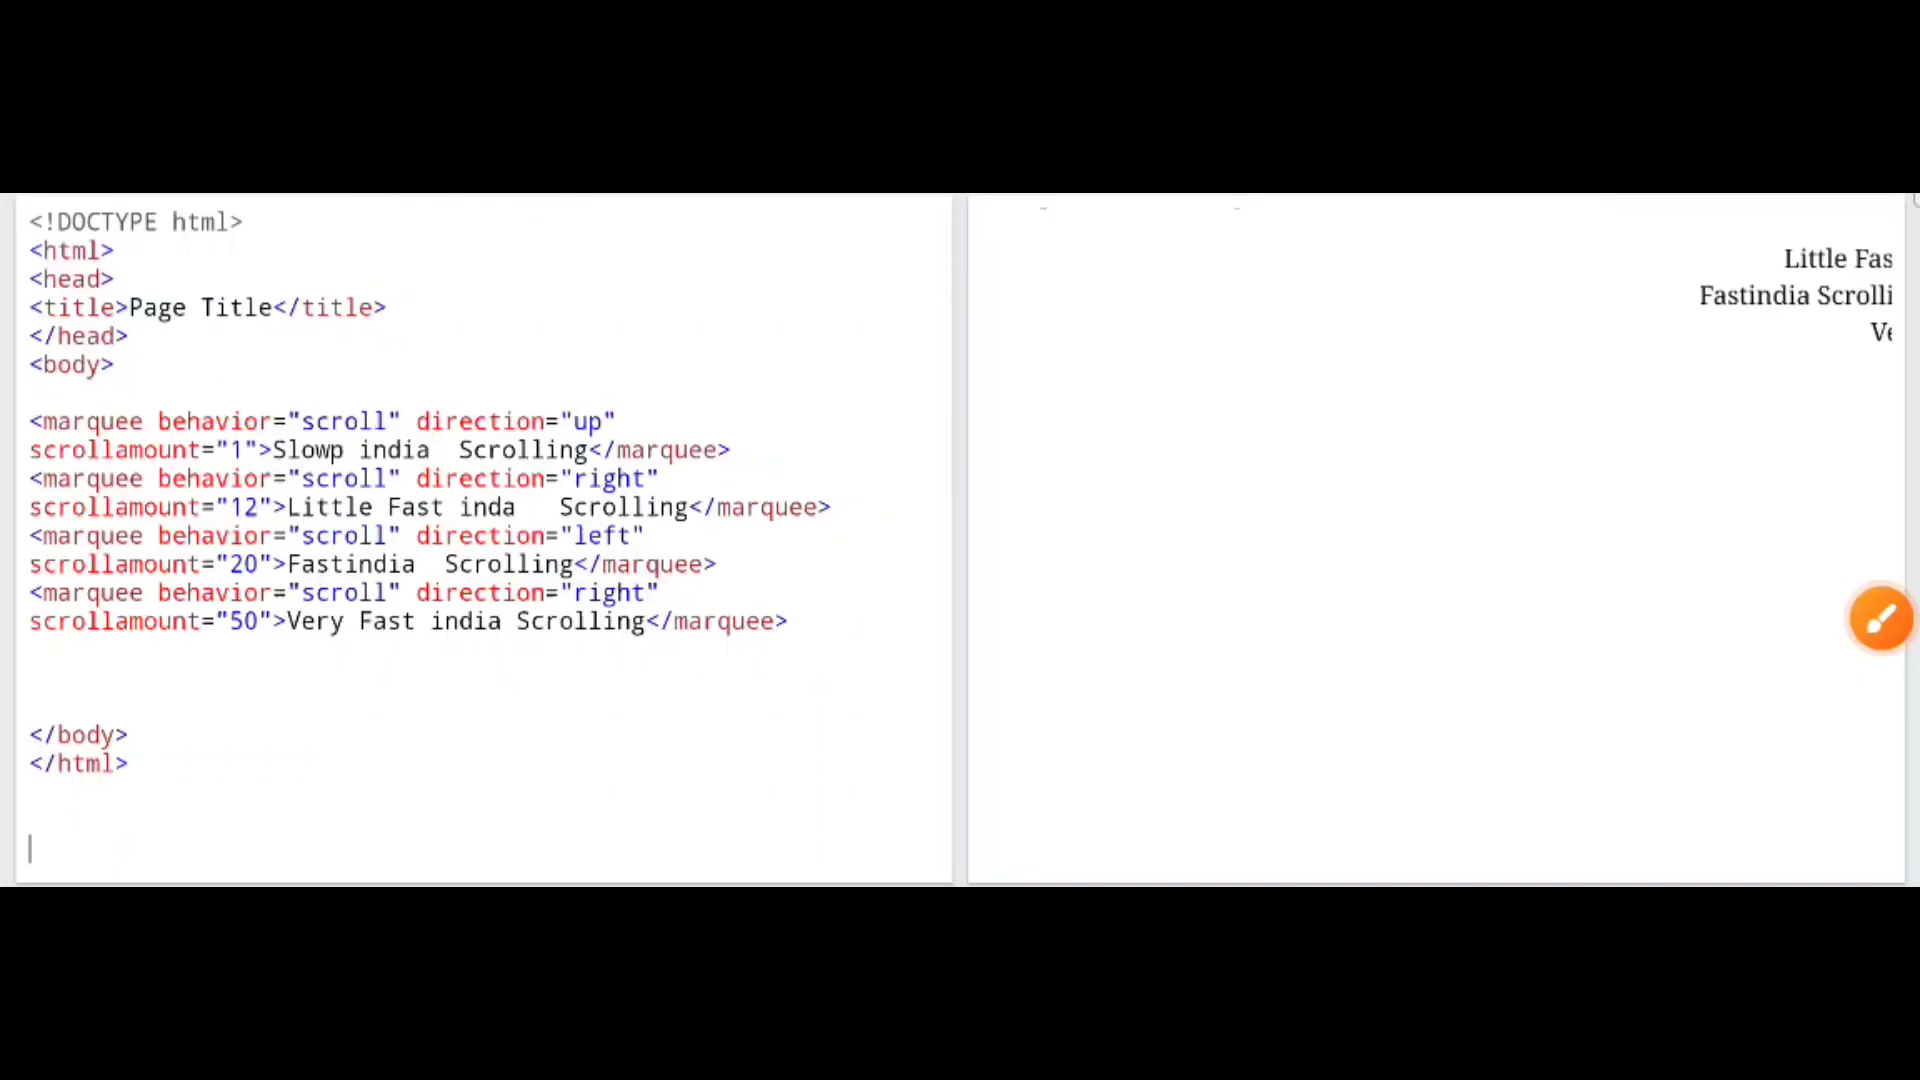 <!DOCTYPE html>
<html>
<head>
<title>Page Title</title>
</head>
<body>
<marquee behavior="scroll" direction="up"
scrollamount="1">Slowp india  Scrolling</marquee>
<marquee behavior="scroll" direction="right"
scrollamount="12">Little Fast inda   Scrolling</marquee>
<marquee behavior="scroll" direction="left"
scrollamount="20">Fastindia  Scrolling</marquee>
<marquee behavior="scroll" direction="right"
scrollamount="50">Very Fast india Scrolling</marquee>
</body>
</html>
Little Fas
Fastindia Scrolli
Ve